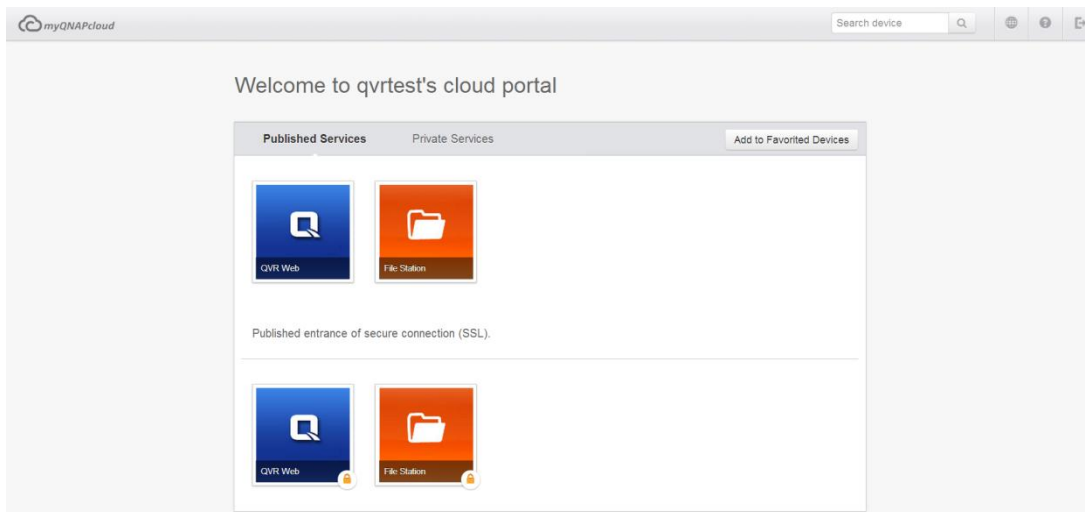 myQNAPcloud
Search device
Welcome to qvrtest's cloud portal
Published Services
Private Services
Add to Favorited Devices
QVR Web
File Station
Published entrance of secure connection (SSL).
QVR Web
File Station